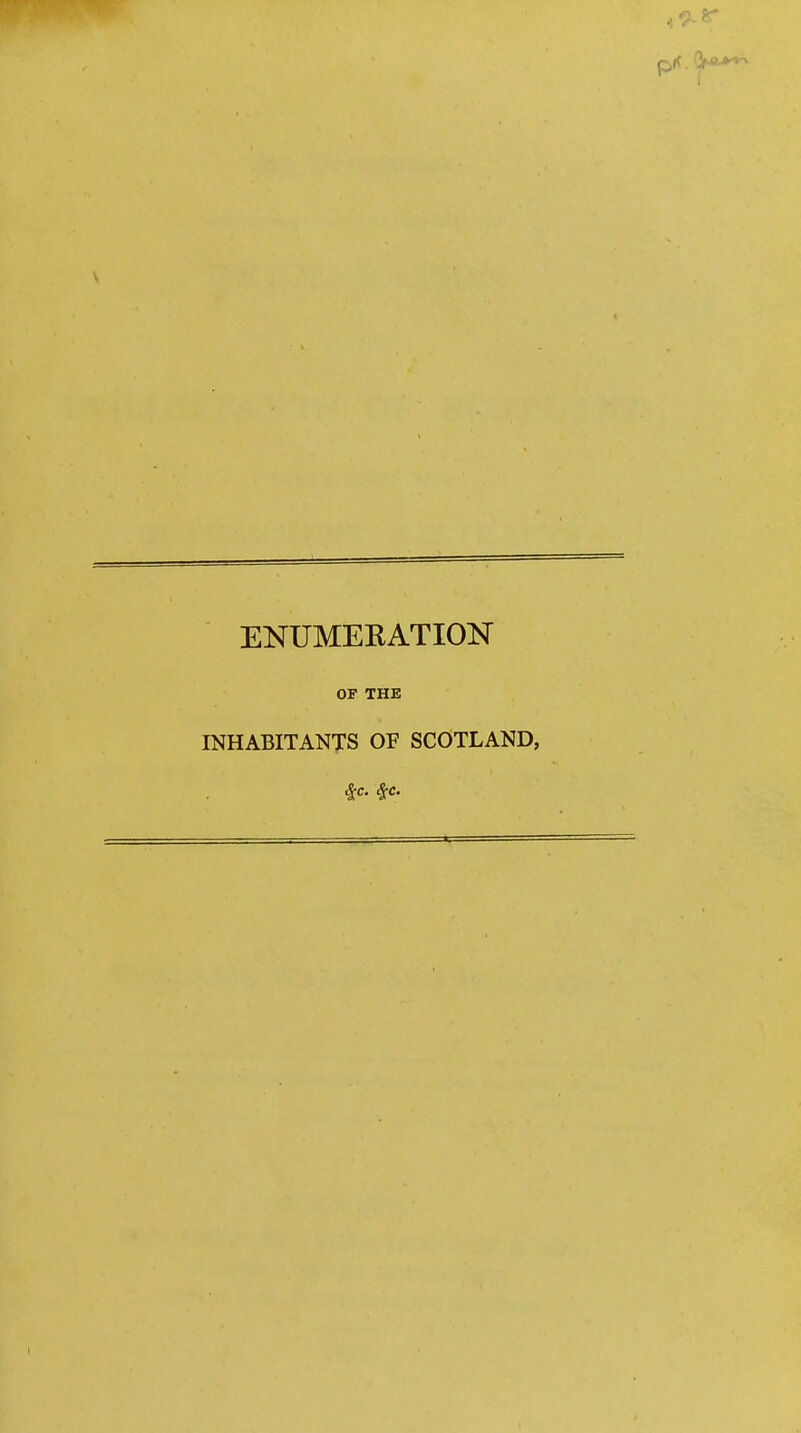 ENUMERATION
OF THE
INHABITANTS OF SCOTLAND,
&c. &c.